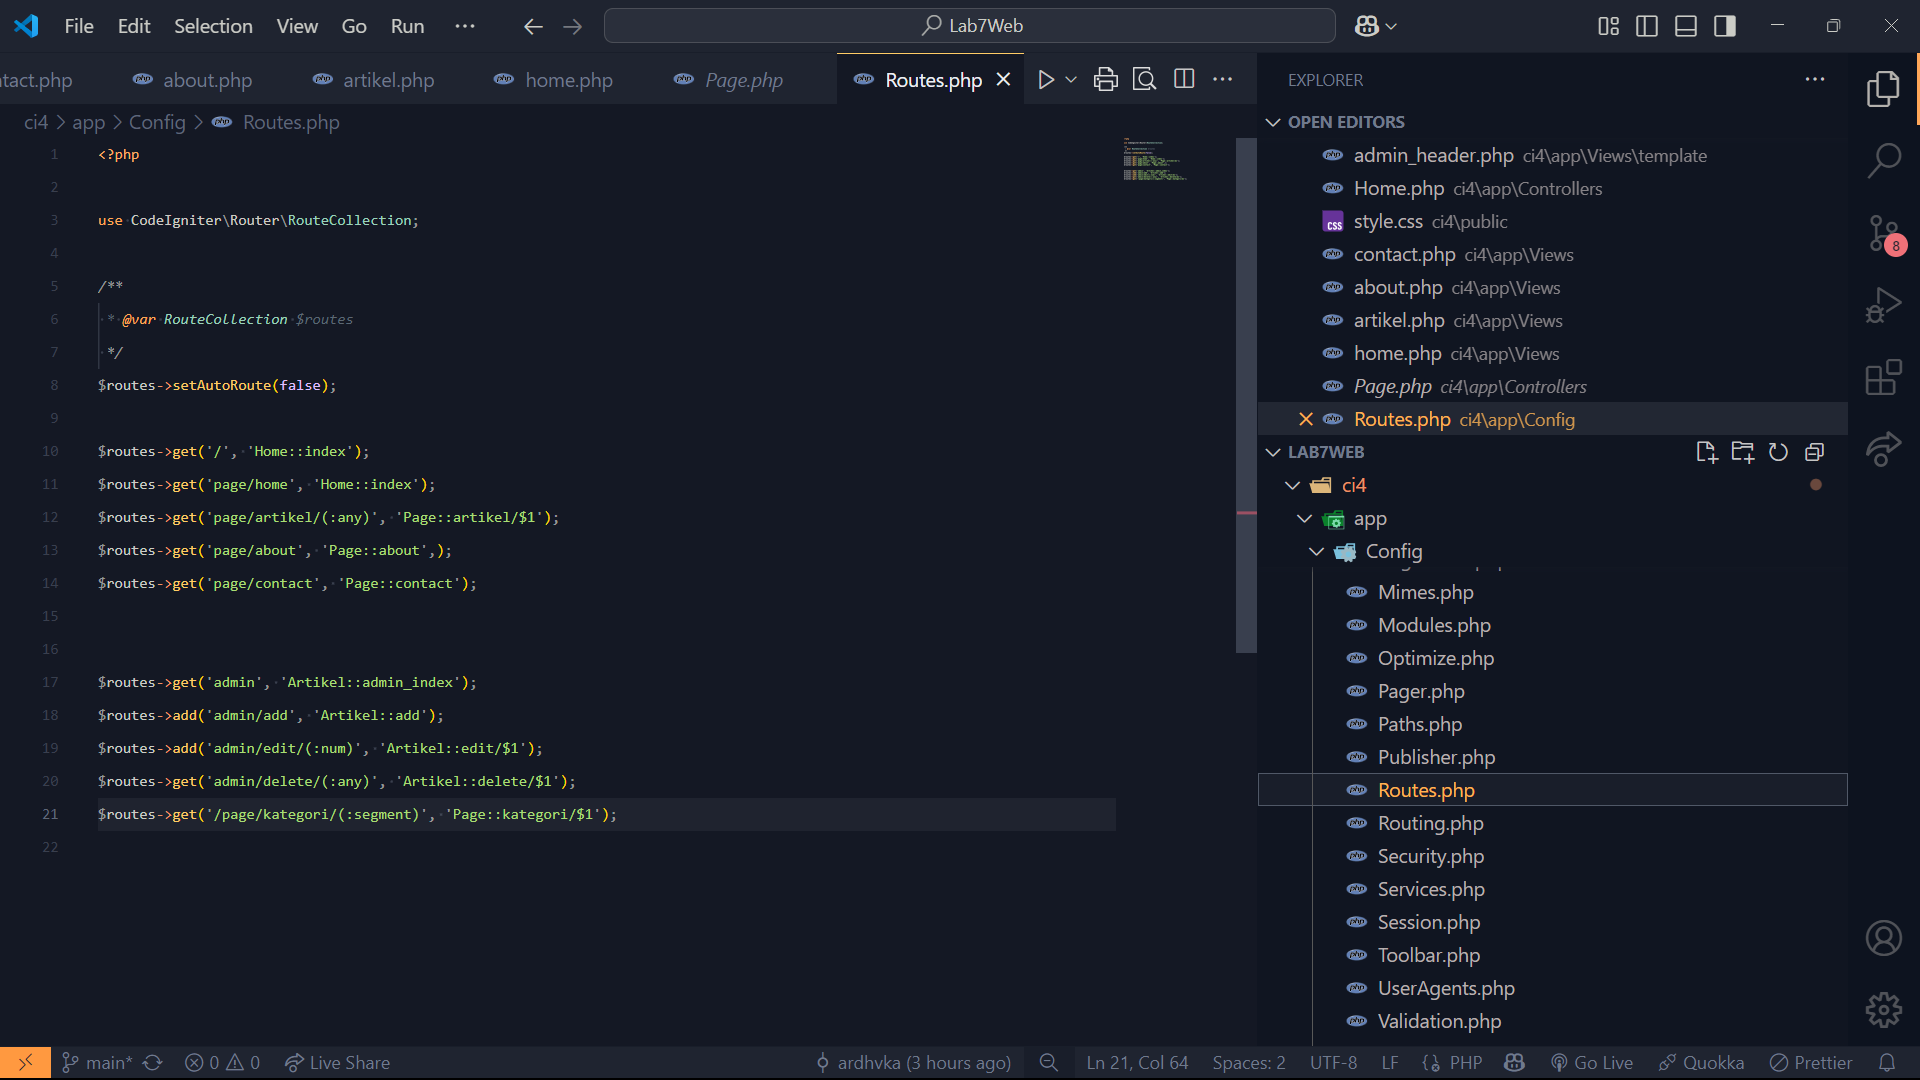 File Edit Selection View Go Run ··· Lab7Web
tact.php about.php artikel.php home.php Page.php Routes.php
ci4 > app > Config > Routes.php
1 <?php
2
3 use CodeIgniter\Router\RouteCollection;
4
5 /**
6 * @var RouteCollection $routes
7 */
8 $routes->setAutoRoute(false);
9
10 $routes->get('/', 'Home::index');
11 $routes->get('page/home', 'Home::index');
12 $routes->get('page/artikel/(:any)', 'Page::artikel/$1');
13 $routes->get('page/about', 'Page::about',);
14 $routes->get('page/contact', 'Page::contact');
15
16
17 $routes->get('admin', 'Artikel::admin_index');
18 $routes->add('admin/add', 'Artikel::add');
19 $routes->add('admin/edit/(:num)', 'Artikel::edit/$1');
20 $routes->get('admin/delete/(:any)', 'Artikel::delete/$1');
21 $routes->get('/page/kategori/(:segment)', 'Page::kategori/$1');
22
EXPLORER
OPEN EDITORS
admin_header.php ci4\app\Views\template
Home.php ci4\app\Controllers
css style.css ci4\public
contact.php ci4\app\Views
about.php ci4\app\Views
artikel.php ci4\app\Views
home.php ci4\app\Views
Page.php ci4\app\Controllers
Routes.php ci4\app\Config
LAB7WEB
ci4
app
Config
Mimes.php
Modules.php
Optimize.php
Pager.php
Paths.php
Publisher.php
Routes.php
Routing.php
Security.php
Services.php
Session.php
Toolbar.php
UserAgents.php
Validation.php
8
main* 0 0 Live Share ardhvka (3 hours ago) Ln 21, Col 64 Spaces: 2 UTF-8 LF {} PHP Go Live Quokka Prettier